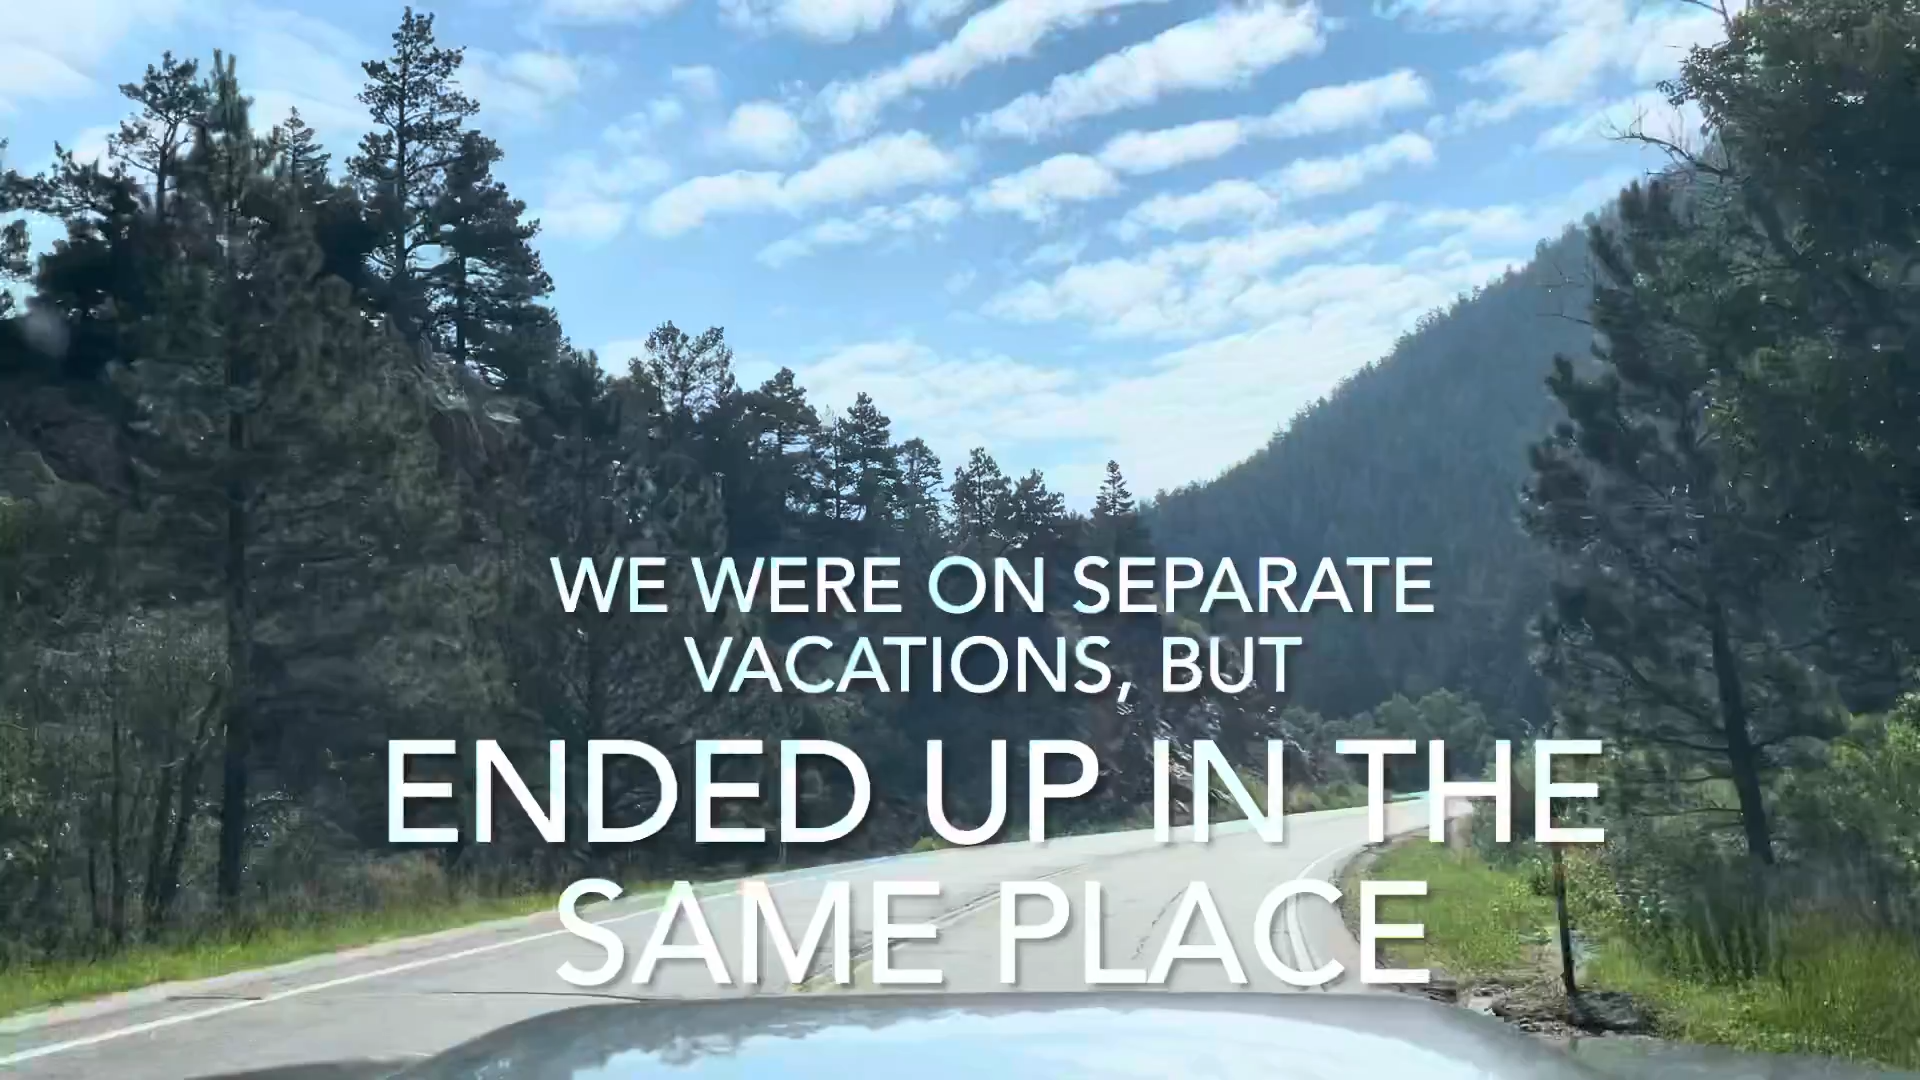 WE WERE ON SEPARATE
VACATIONS, BUT
ENDED UP IN THE
SAME PLACE